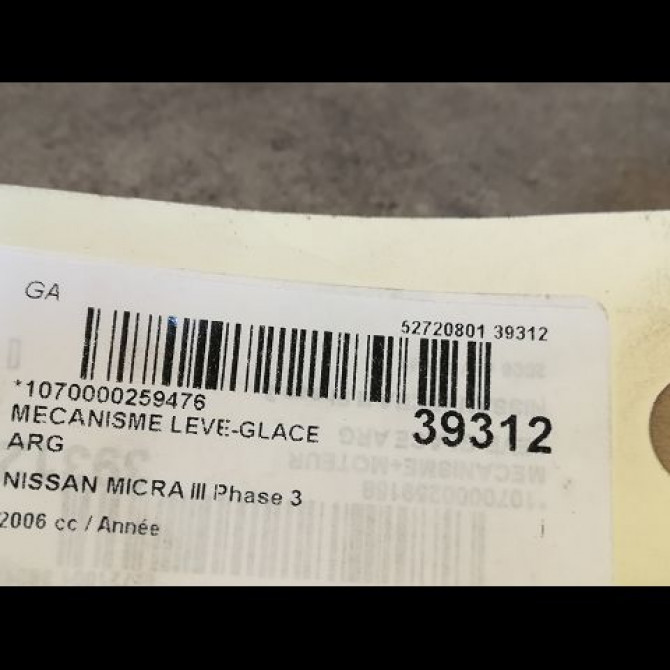 GA
52720801 39312
*1070000259476
39312
MECANISME LEVE-GLACE
ARG
NISSAN MICRA III Phase 3
2006 cc / Année